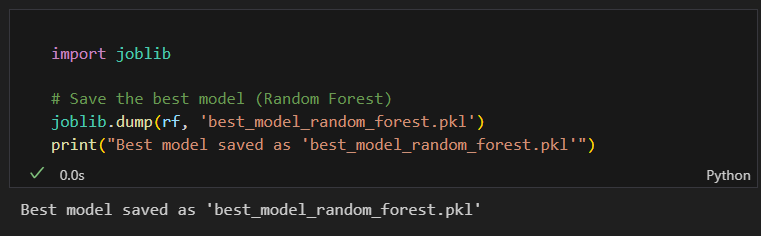 import joblib
# Save the best model (Random Forest)
joblib.dump(rf, 'best_model_random_forest.pkl')
print("Best model saved as 'best_model_random_forest.pkl'")
0.0s
Python
Best model saved as 'best_model_random_forest.pkl'